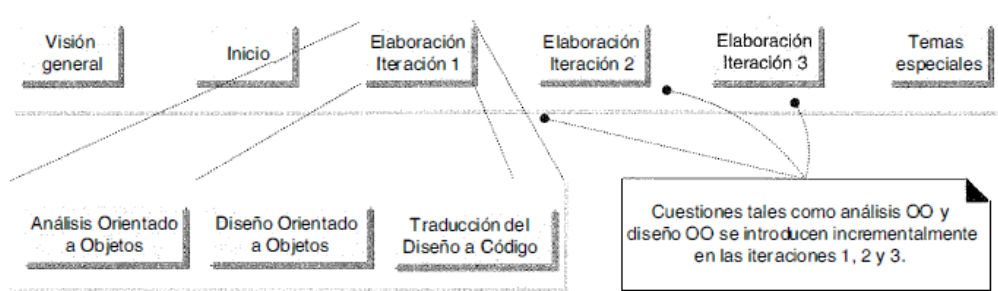 Visión
general
Inicio
Elaboración
Iteración 1
Elaboración
Iteración 2
Elaboración
Iteración 3
Temas
especiales
Análisis Orientado
a Objetos
Diseño Orientado
a Objetos
Traducción del
Diseño a Código
Cuestiones tales como análisis OO y
diseño OO se introducen incrementalmente
en las iteraciones 1, 2 y 3.